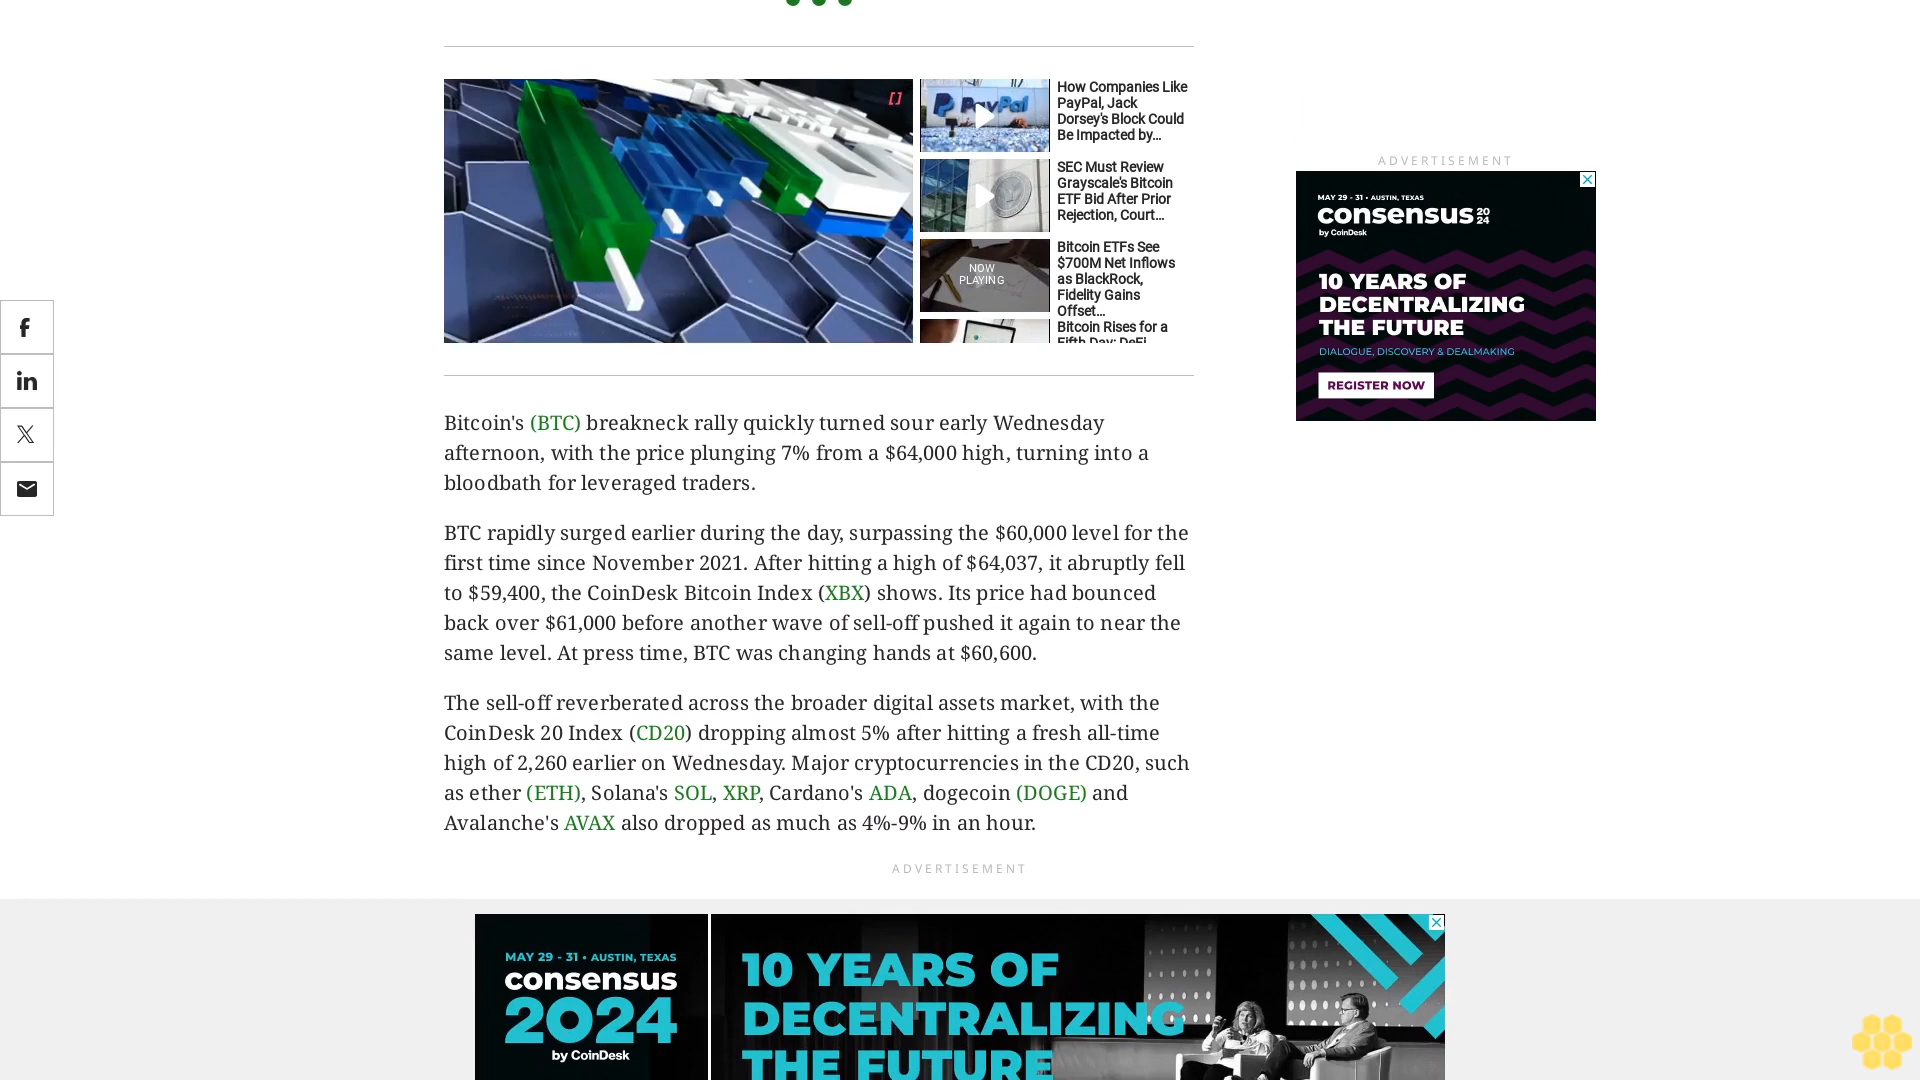 How Companies Like
PayPal, Jack
Dorsey's Block Could
Be Impacted by...
PayPal
SEC Must Review
Grayscale's Bitcoin
ETF Bid After Prior
Rejection, Court...
NOW
PLAYING
Bitcoin ETFs See
$700M Net Inflows
as BlackRock,
Fidelity Gains
Offset...
Bitcoin Rises for a
Fifth Day; DeFi
ADVERTISEMENT
MAY 29 - 31 • AUSTIN, TEXAS
consensus 2024
by CoinDesk
10 YEARS OF
DECENTRALIZING
THE FUTURE
DIALOGUE, DISCOVERY & DEALMAKING
REGISTER NOW
Bitcoin's (BTC) breakneck rally quickly turned sour early Wednesday
afternoon, with the price plunging 7% from a $64,000 high, turning into a
bloodbath for leveraged traders.
BTC rapidly surged earlier during the day, surpassing the $60,000 level for the
first time since November 2021. After hitting a high of $64,037, it abruptly fell
to $59,400, the CoinDesk Bitcoin Index (XBX) shows. Its price had bounced
back over $61,000 before another wave of sell-off pushed it again to near the
same level. At press time, BTC was changing hands at $60,600.
The sell-off reverberated across the broader digital assets market, with the
CoinDesk 20 Index (CD20) dropping almost 5% after hitting a fresh all-time
high of 2,260 earlier on Wednesday. Major cryptocurrencies in the CD20, such
as ether (ETH), Solana's SOL, XRP, Cardano's ADA, dogecoin (DOGE) and
Avalanche's AVAX also dropped as much as 4%-9% in an hour.
ADVERTISEMENT
MAY 29 - 31 • AUSTIN, TEXAS
consensus
2024
by CoinDesk
10 YEARS OF
DECENTRALIZING
THE FUTURE